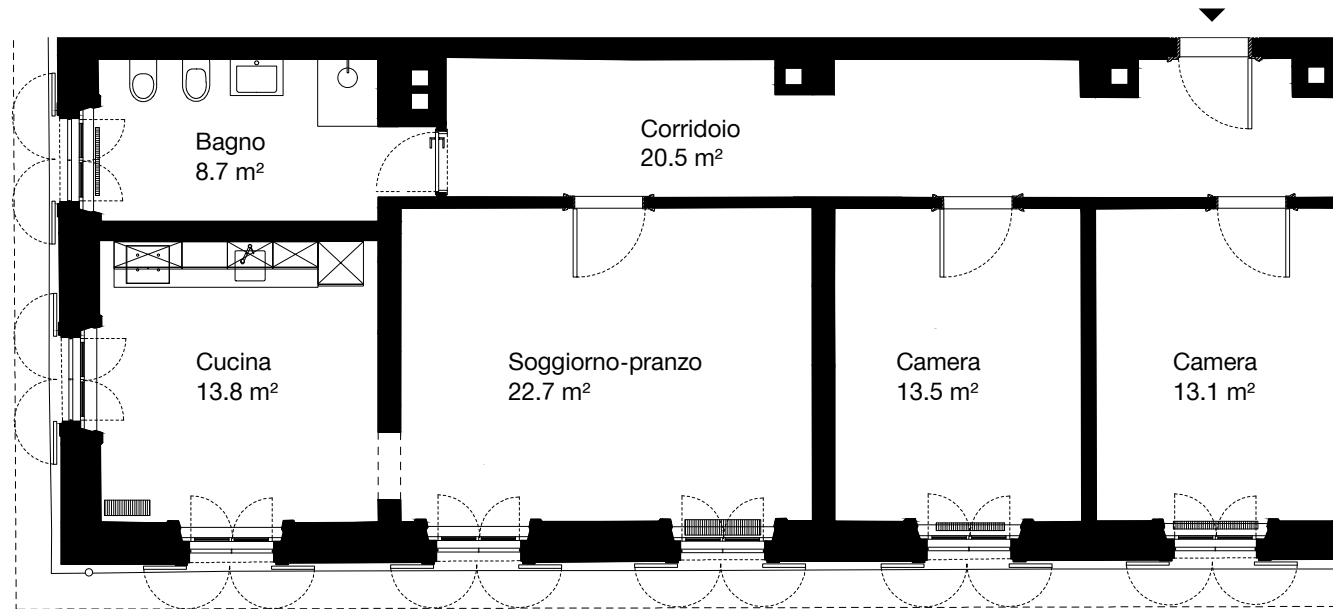 Bagno
8.7 m²
Corridoio
20.5 m²
Cucina
13.8 m²
Soggiorno-pranzo
22.7 m²
Camera
13.5 m²
Camera
13.1 m²